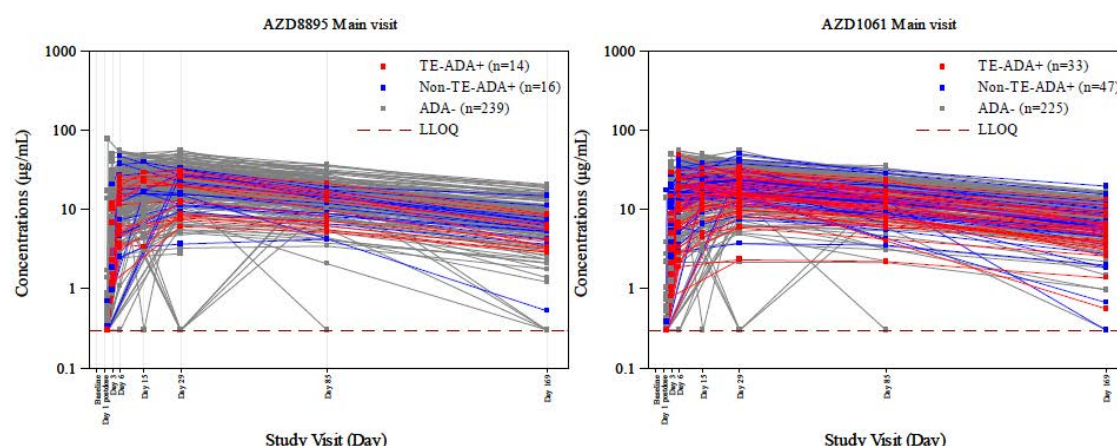 AZD8895 Main visit
1000
100
10
1
0.1
Concentrations (µg/mL)
TE-ADA+ (n=14)
Non-TE-ADA+ (n=16)
ADA- (n=239)
LLOQ
Baseline
Day 1 postdose
Day 3
Day 6
Day 15
Day 29
Day 85
Day 169
Study Visit (Day)
AZD1061 Main visit
1000
100
10
1
0.1
Concentrations (µg/mL)
TE-ADA+ (n=33)
Non-TE-ADA+ (n=47)
ADA- (n=225)
LLOQ
Baseline
Day 1 postdose
Day 3
Day 6
Day 15
Day 29
Day 85
Day 169
Study Visit (Day)